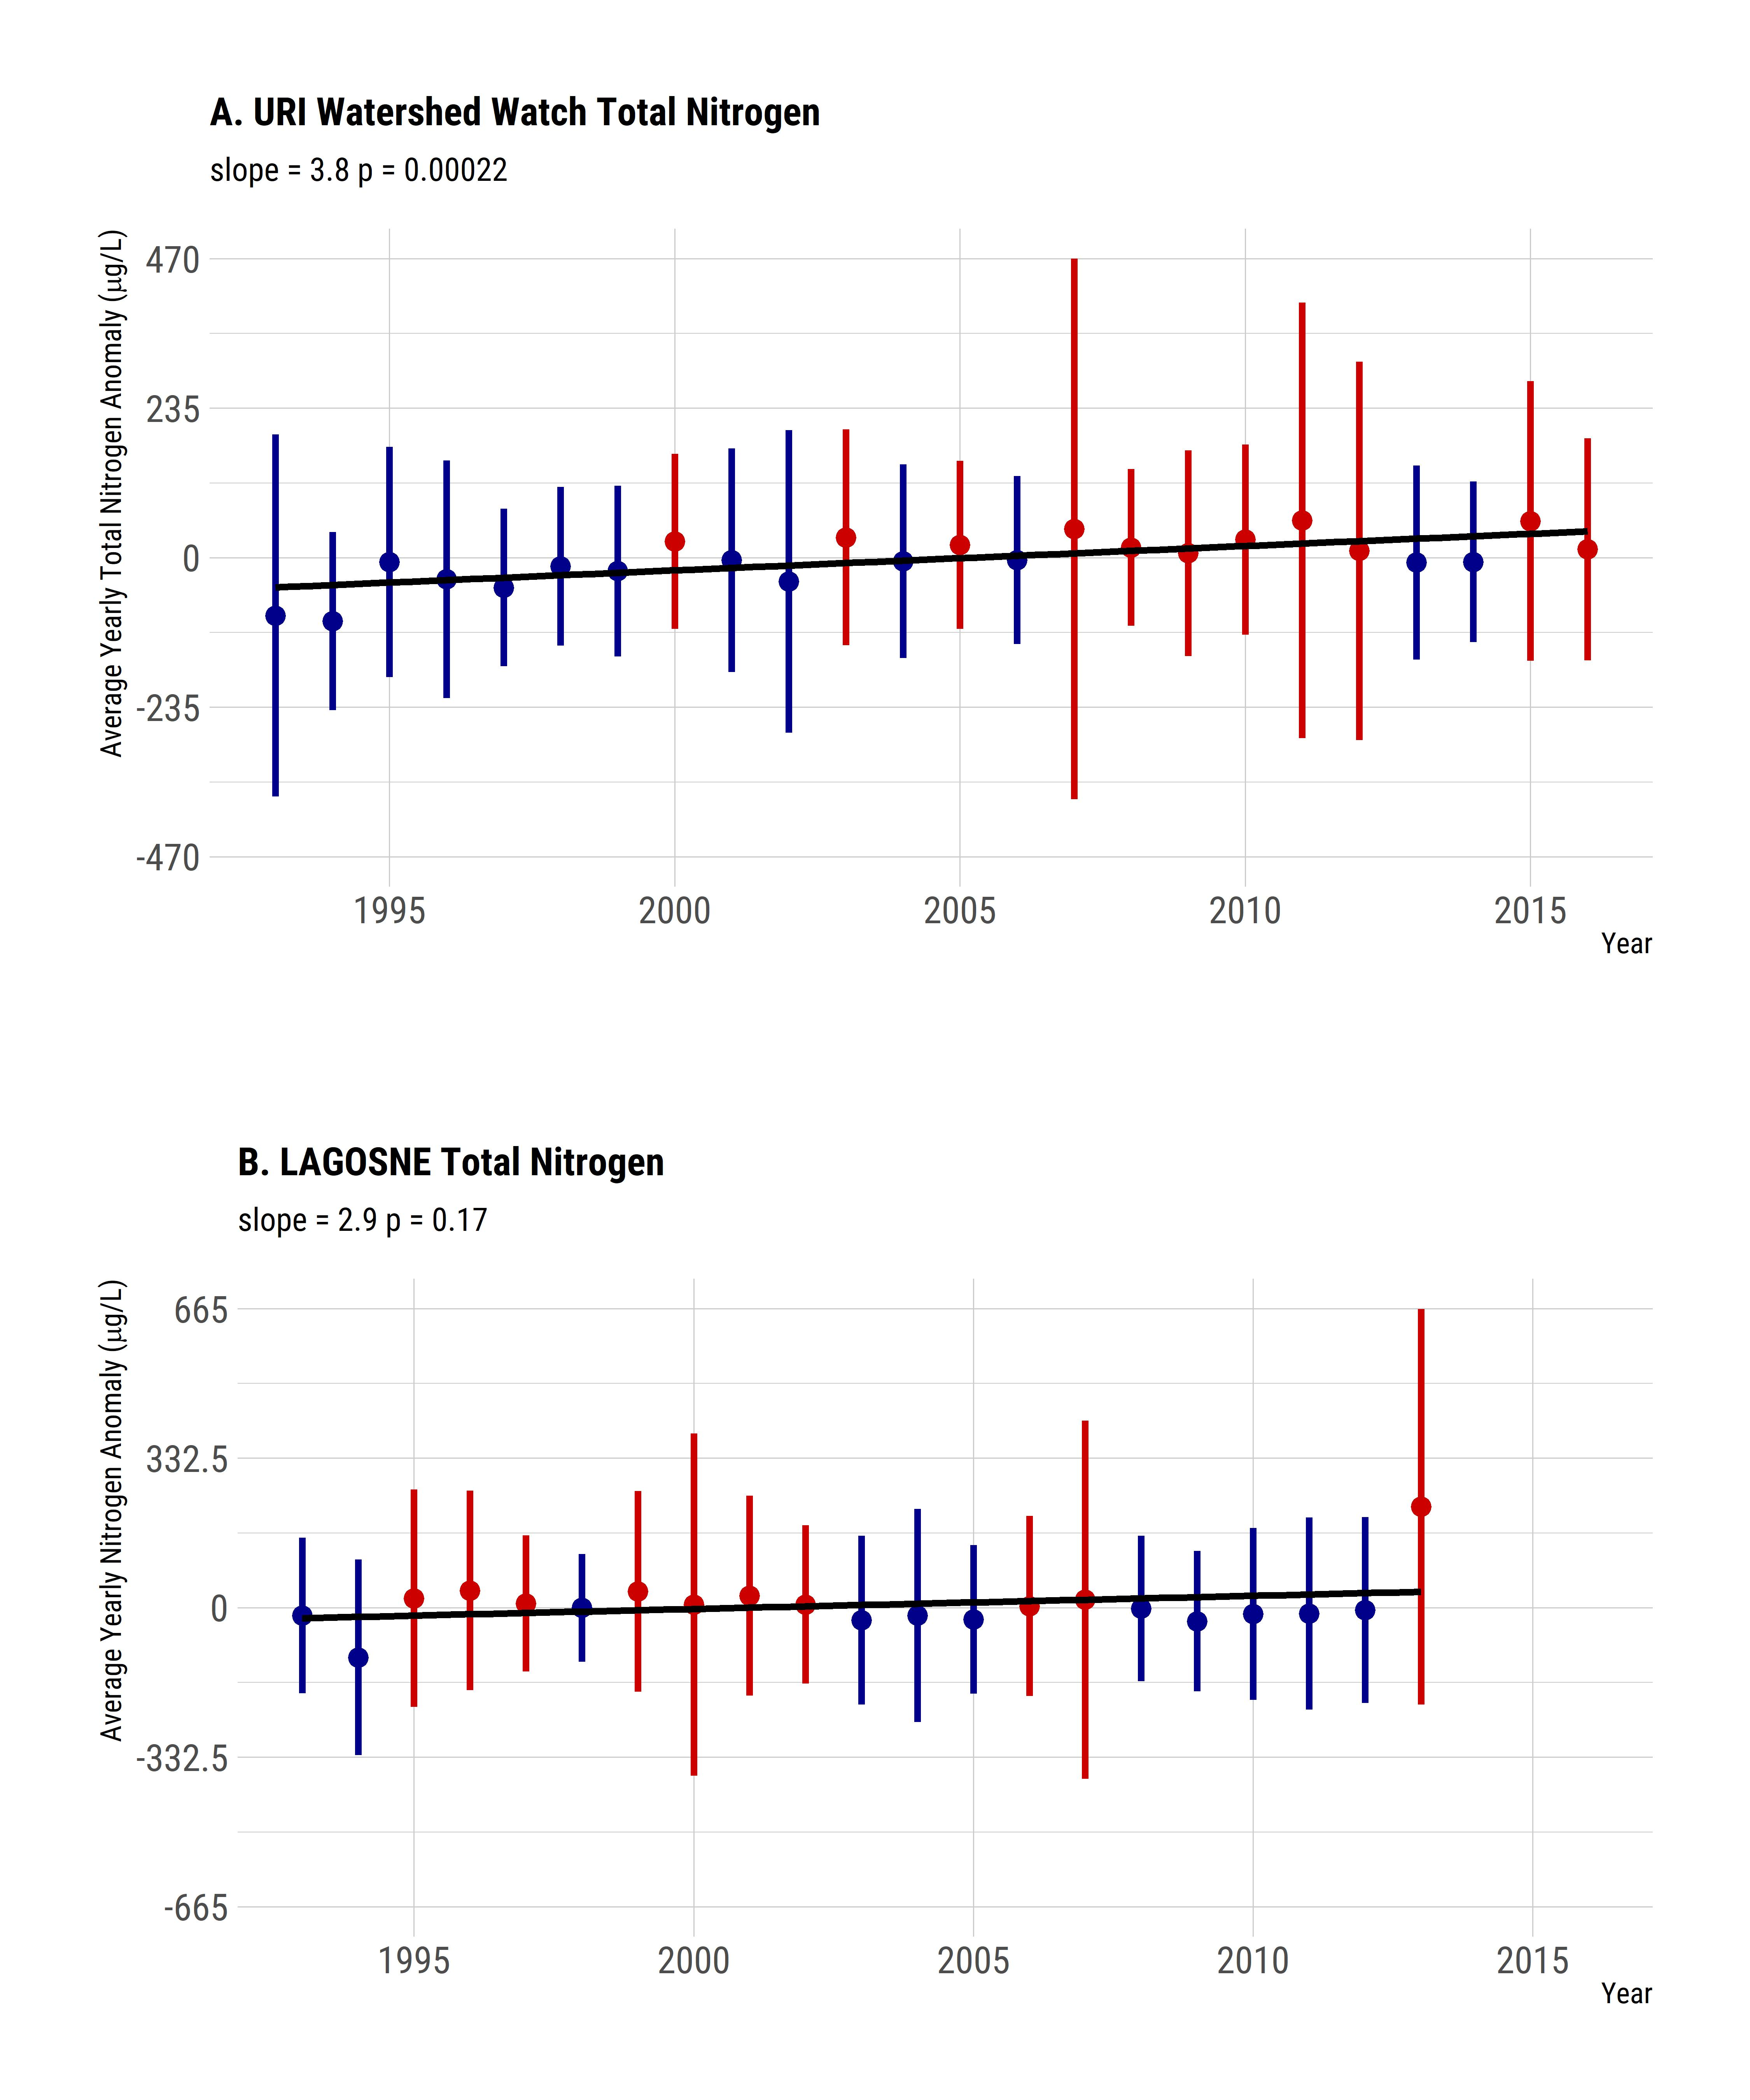 A. URI Watershed Watch Total Nitrogen
slope = 3.8 p = 0.00022
Average Yearly Total Nitrogen Anomaly (µg/L)
470
235
0
-235
-470
1995 2000 2005 2010 2015
Year
B. LAGOSNE Total Nitrogen
slope = 2.9 p = 0.17
Average Yearly Nitrogen Anomaly (µg/L)
665
332.5
0
-332.5
-665
1995 2000 2005 2010 2015
Year